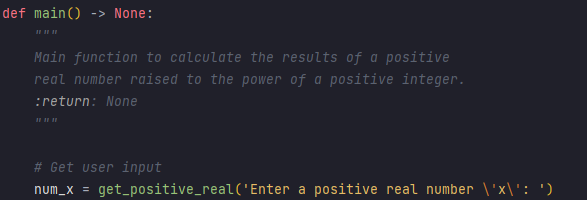 def main() -> None:
"""
Main function to calculate the results of a positive
real number raised to the power of a positive integer.
:return: None
"""
# Get user input
num_x = get_positive_real('Enter a positive real number \'x\': ')